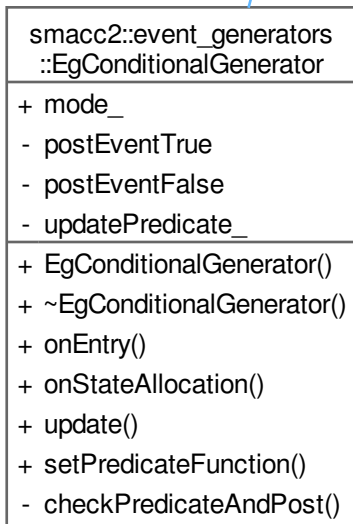 smacc2::event_generators
::EgConditionalGenerator
+ mode_
- postEventTrue
- postEventFalse
- updatePredicate_
+ EgConditionalGenerator()
+ ~EgConditionalGenerator()
+ onEntry()
+ onStateAllocation()
+ update()
+ setPredicateFunction()
- checkPredicateAndPost()